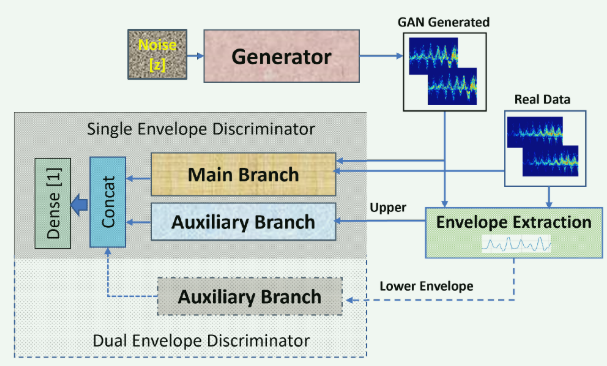 GAN Generated
Noise
[z]
Generator
Real Data
Single Envelope Discriminator
Main Branch
Dense [1]
Concat
Auxiliary Branch
Upper
Envelope Extraction
Auxiliary Branch
Lower Envelope
Dual Envelope Discriminator